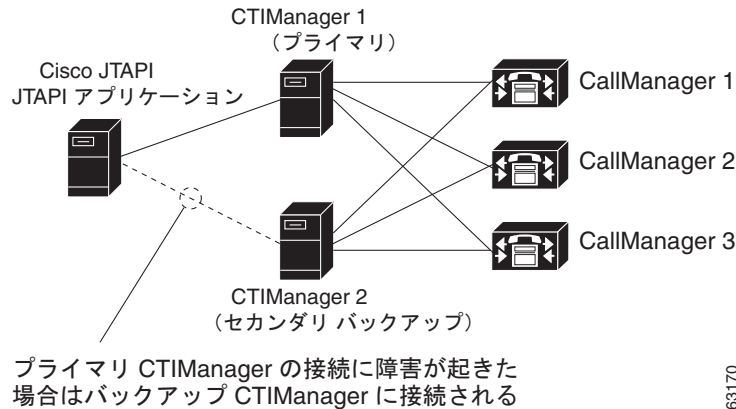 CTIManager 1
（プライマリ）
Cisco JTAPI
JTAPI アプリケーション
CallManager 1
CallManager 2
CallManager 3
CTIManager 2
（セカンダリ バックアップ）
プライマリ CTIManager の接続に障害が起きた
場合はバックアップ CTIManager に接続される
63170